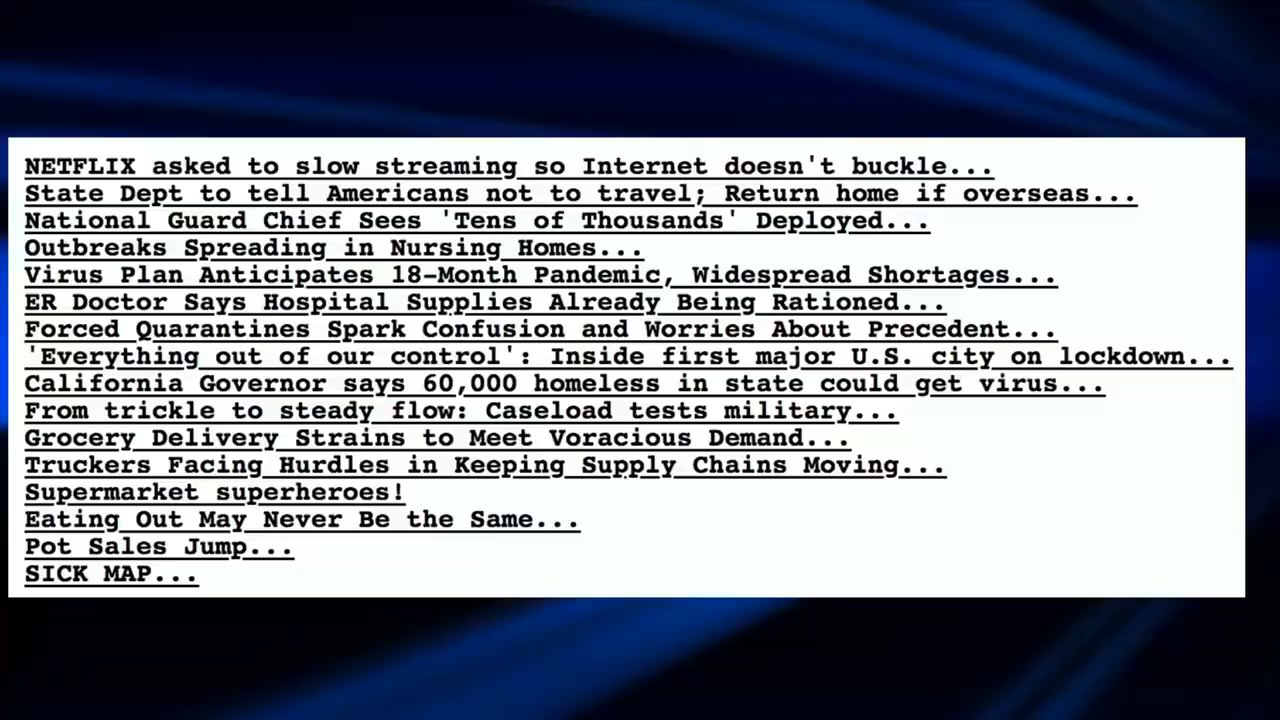 NETFLIX asked to slow streaming so Internet doesn't buckle...
State Dept to tell Americans not to travel; Return home if overseas...
National Guard Chief Sees 'Tens of Thousands' Deployed...
Outbreaks Spreading in Nursing Homes...
Virus Plan Anticipates 18-Month Pandemic, Widespread Shortages...
ER Doctor Says Hospital Supplies Already Being Rationed...
Forced Quarantines Spark Confusion and Worries About Precedent...
'Everything out of our control': Inside first major U.S. city on lockdown...
California Governor says 60,000 homeless in state could get virus...
From trickle to steady flow: Caseload tests military...
Grocery Delivery Strains to Meet Voracious Demand...
Truckers Facing Hurdles in Keeping Supply Chains Moving...
Supermarket superheroes!
Eating Out May Never Be the Same...
Pot Sales Jump...
SICK MAP...